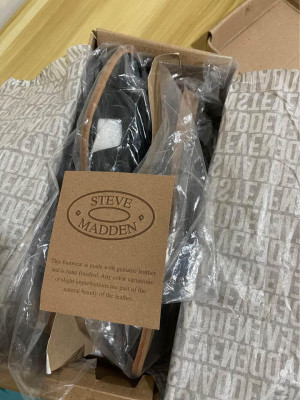 STEVE
MADDEN
This footwear is made with genuine leather
and is hand finished. Any color variations
or slight imperfections are part of the
natural beauty of the leather.